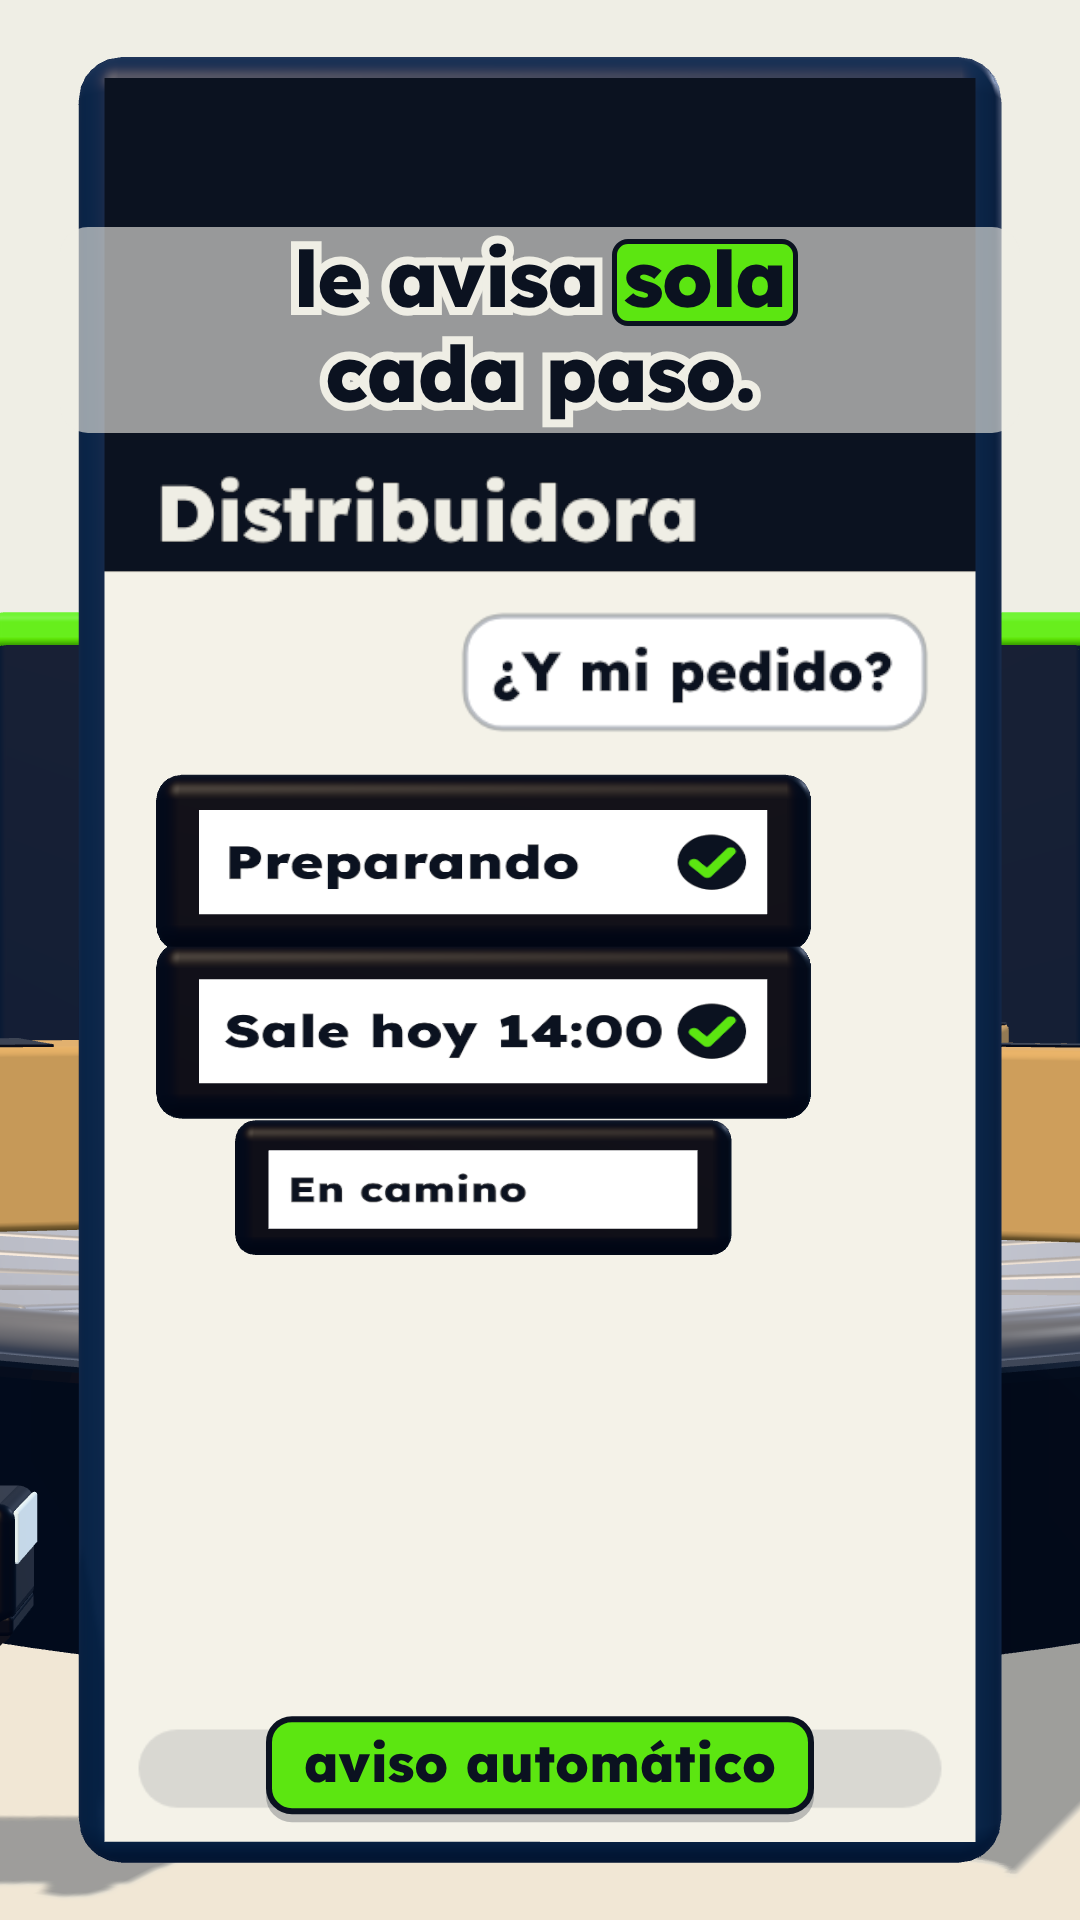 le avisa sola
cada paso.
Distribuidora
¿Y mi pedido?
Preparando
Sale hoy 14:00
En camino
aviso automático